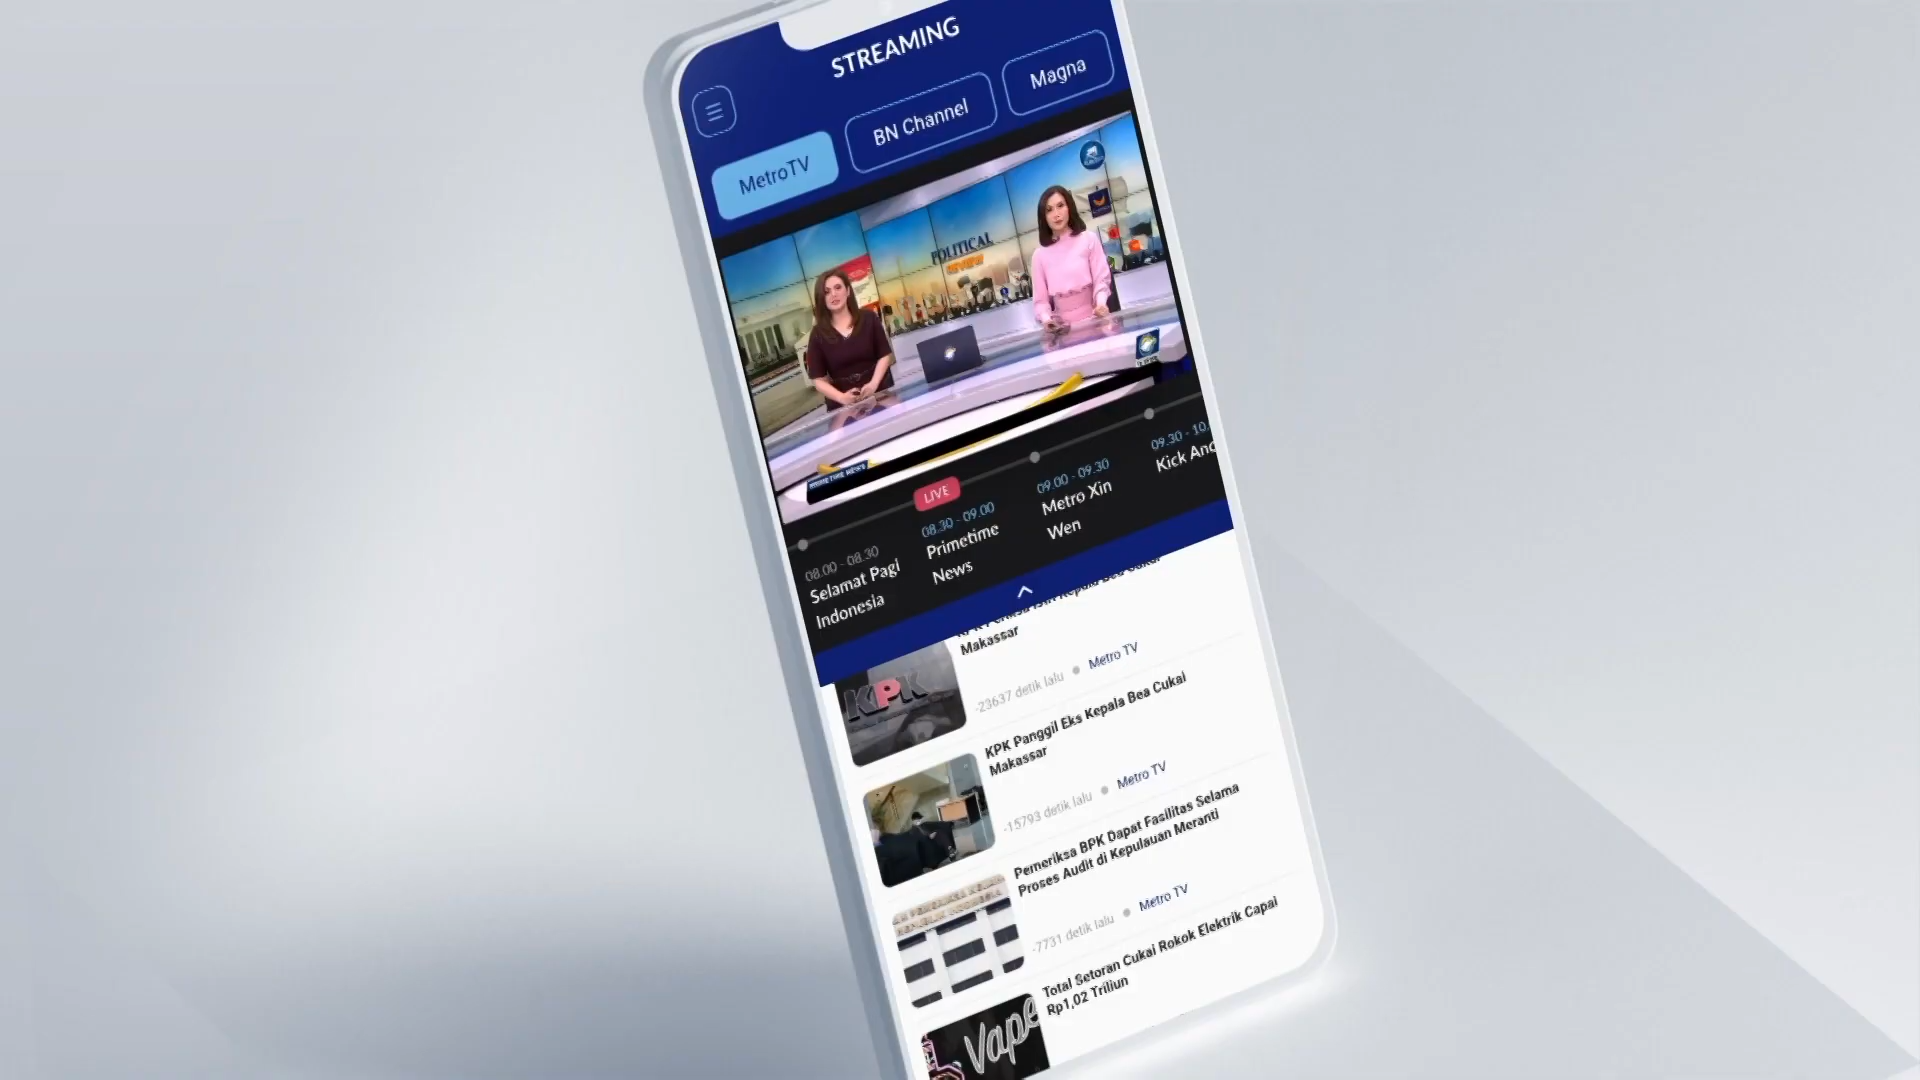 STREAMING
MetroTV
BN Channel
Magna
POLITICAL
REVIEW
PRIMETIME NEWS
LIVE
08.00 - 08.30
Selamat Pagi
Indonesia
08.30 - 09.00
Primetime
News
09.00 - 09.30
Metro Xin
Wen
09.30 - 10.
Kick And
Makassar
-23637 detik lalu
Metro TV
KPK
KPK Panggil Eks Kepala Bea Cukai
Makassar
-15793 detik lalu
Metro TV
Pemeriksa BPK Dapat Fasilitas Selama
Proses Audit di Kepulauan Meranti
-7731 detik lalu
Metro TV
Total Setoran Cukai Rokok Elektrik Capai
Rp1,02 Triliun
Vape